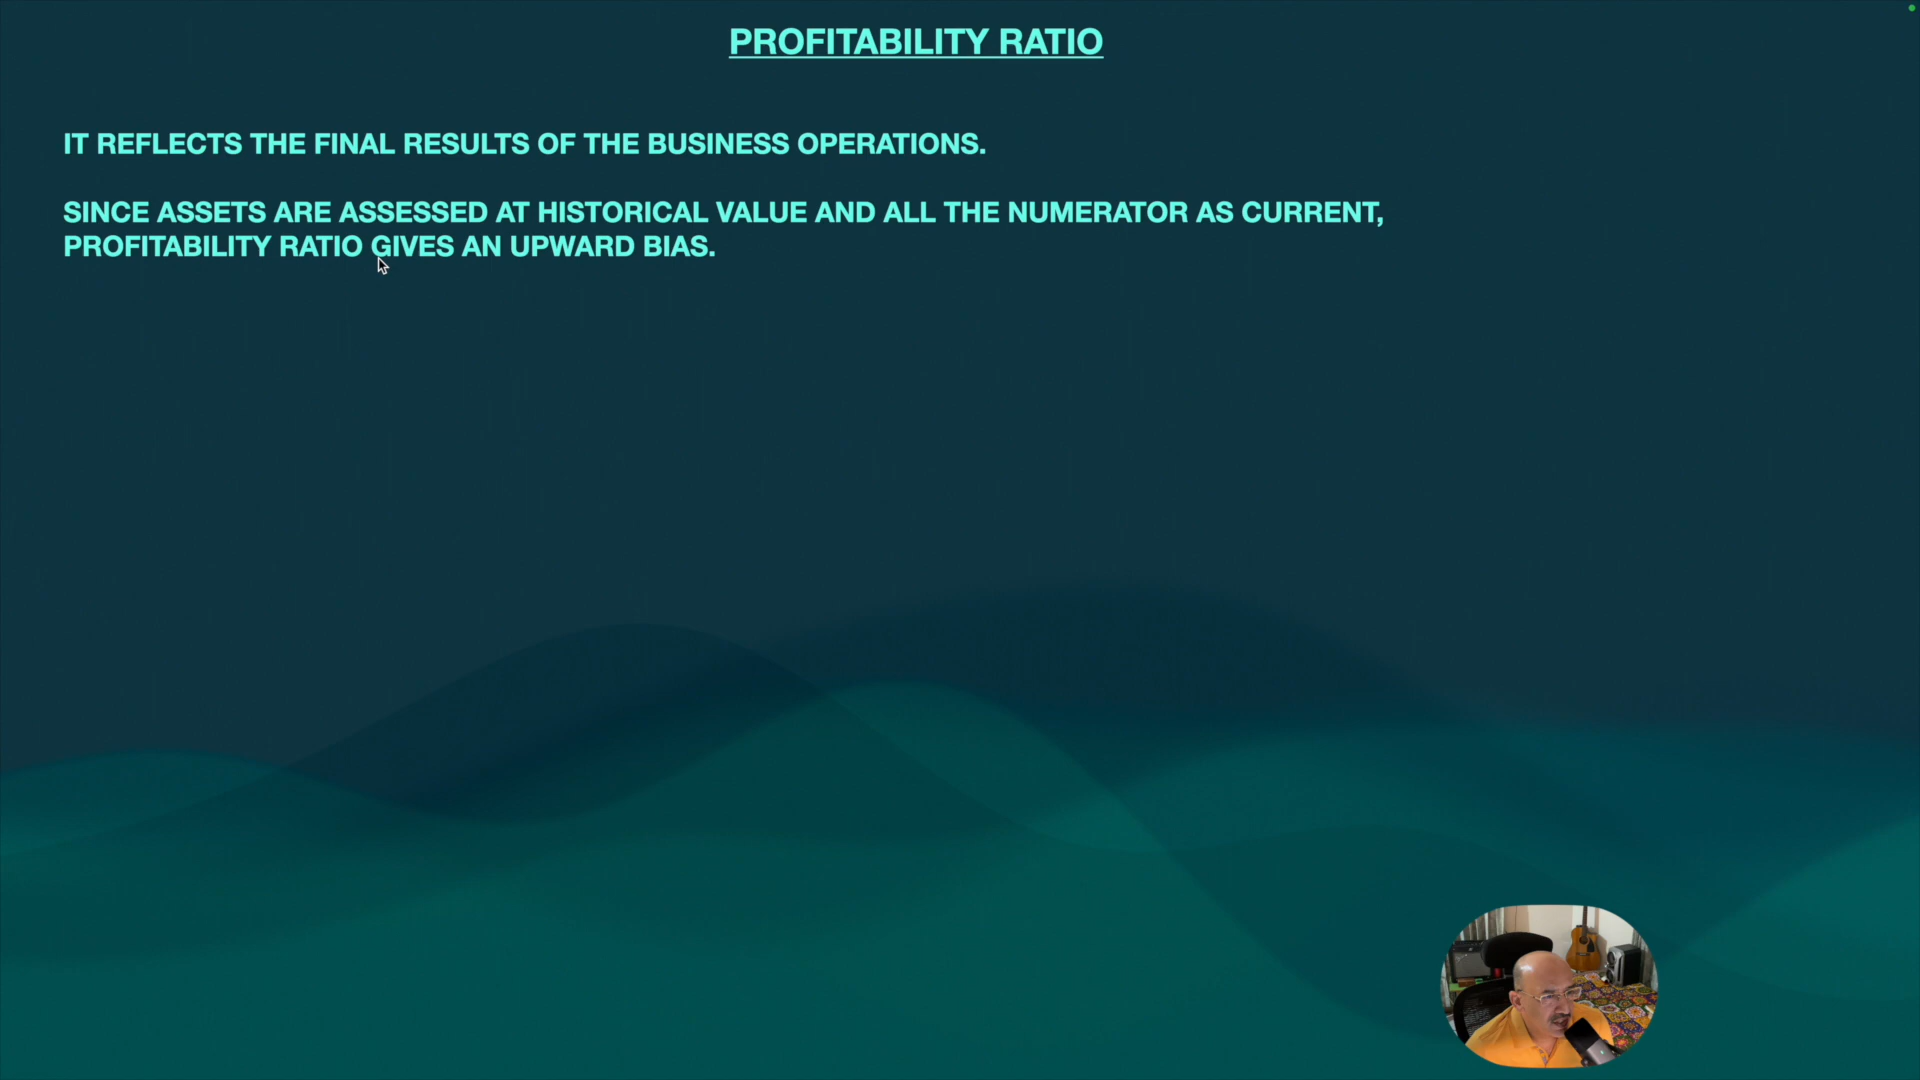 PROFITABILITY RATIO
IT REFLECTS THE FINAL RESULTS OF THE BUSINESS OPERATIONS.
SINCE ASSETS ARE ASSESSED AT HISTORICAL VALUE AND ALL THE NUMERATOR AS CURRENT,
PROFITABILITY RATIO GIVES AN UPWARD BIAS.